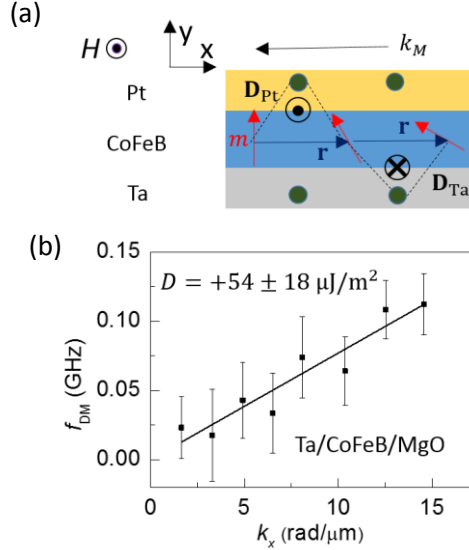 (a)
H
y
x
k_M
Pt
D_Pt
CoFeB
m
r
r
Ta
D_Ta
(b)
0.15
D = +54 ± 18 μJ/m²
0.10
0.05
0.00
f_DM (GHz)
Ta/CoFeB/MgO
0 5 10 15
k_x (rad/μm)